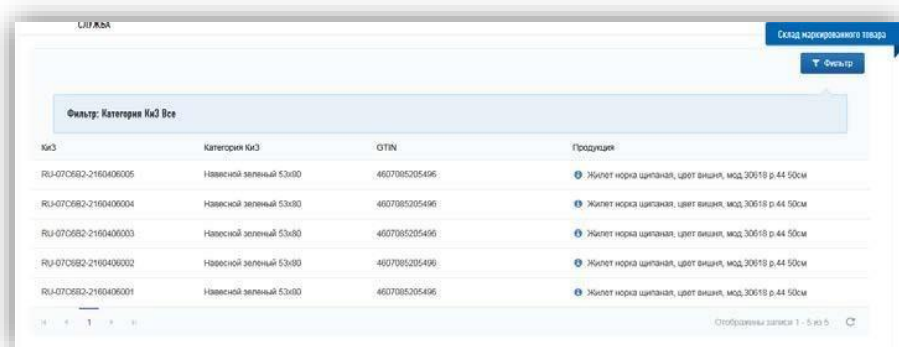 СЛУЖБА
Склад маркированного товара
Фильтр
Фильтр: Категория КиЗ Все
КиЗ Категория КиЗ GTIN Продукция
RU-07C6B2-2160406005 Навесной зеленый 53x80 4607085205496 Жилет норка щипаная, цвет вишня, мод.30618 р.44 50см
RU-07C6B2-2160406004 Навесной зеленый 53x80 4607085205496 Жилет норка щипаная, цвет вишня, мод.30618 р.44 50см
RU-07C6B2-2160406003 Навесной зеленый 53x80 4607085205496 Жилет норка щипаная, цвет вишня, мод.30618 р.44 50см
RU-07C6B2-2160406002 Навесной зеленый 53x80 4607085205496 Жилет норка щипаная, цвет вишня, мод.30618 р.44 50см
RU-07C6B2-2160406001 Навесной зеленый 53x80 4607085205496 Жилет норка щипаная, цвет вишня, мод.30618 р.44 50см
1 Отображены записи 1 - 5 из 5